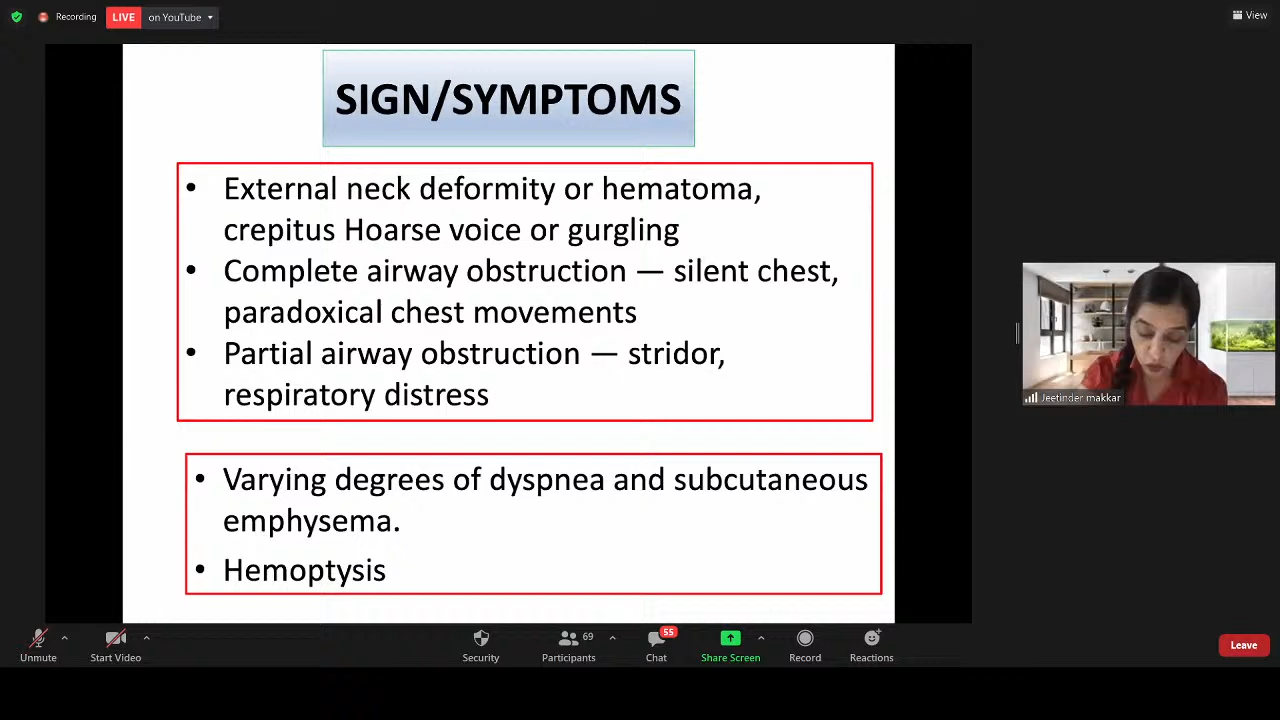 Recording
LIVE
on YouTube
View
SIGN/SYMPTOMS
• External neck deformity or hematoma,
crepitus Hoarse voice or gurgling
• Complete airway obstruction — silent chest,
paradoxical chest movements
• Partial airway obstruction — stridor,
respiratory distress
• Varying degrees of dyspnea and subcutaneous
emphysema.
• Hemoptysis
Jeetinder makkar
Unmute
Start Video
Security
69
Participants
55
Chat
Share Screen
Record
Reactions
Leave